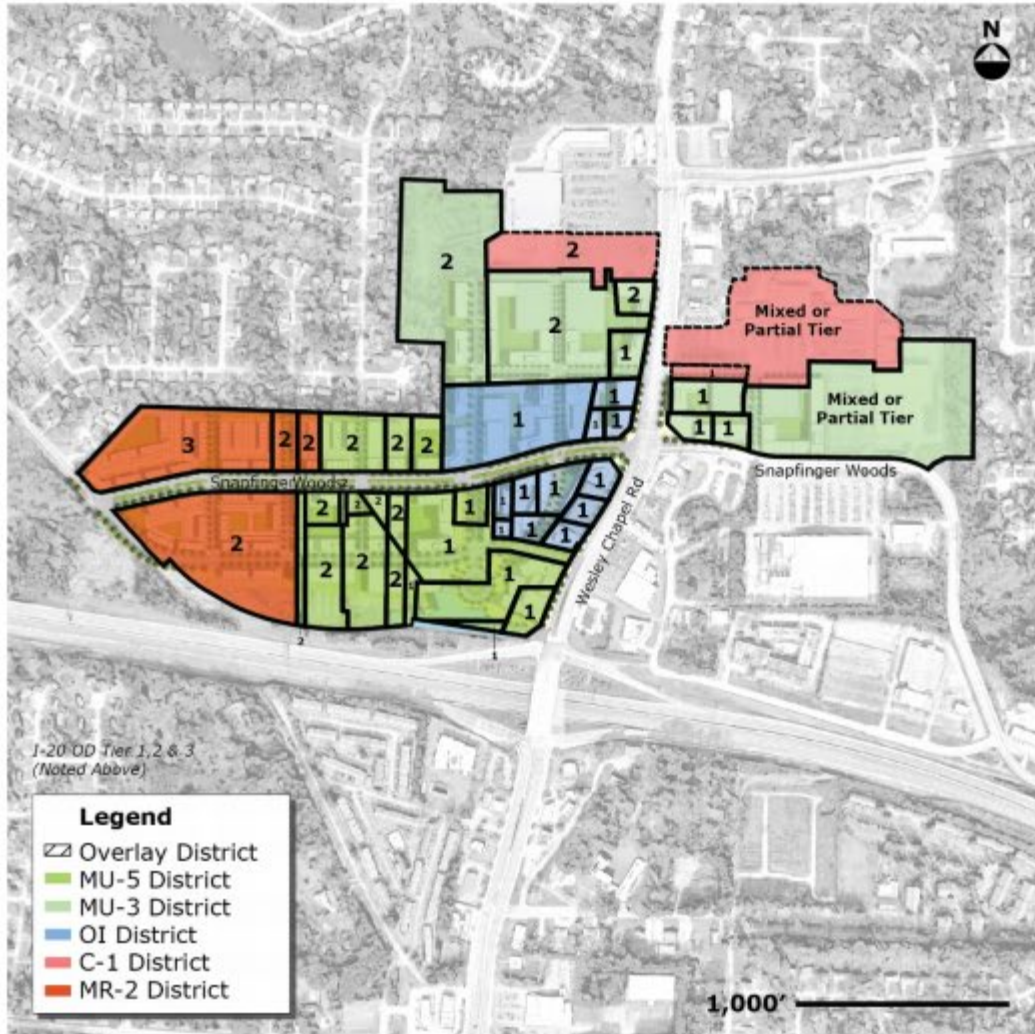 N
2
2
2
2
1
Mixed or
Partial Tier
Mixed or
Partial Tier
1
1
1
1
1
1
1
3
2
2
2
2
2
Snapfinger Woods
Snapfinger Woods
Wesley Chapel Rd
2
2
2
2
1
1
1
1
1
1
1
1
1
1
2
2
2
2
1
1
2
1
I-20 OD Tier 1,2 & 3
(Noted Above)
Legend
Overlay District
MU-5 District
MU-3 District
OI District
C-1 District
MR-2 District
1,000'